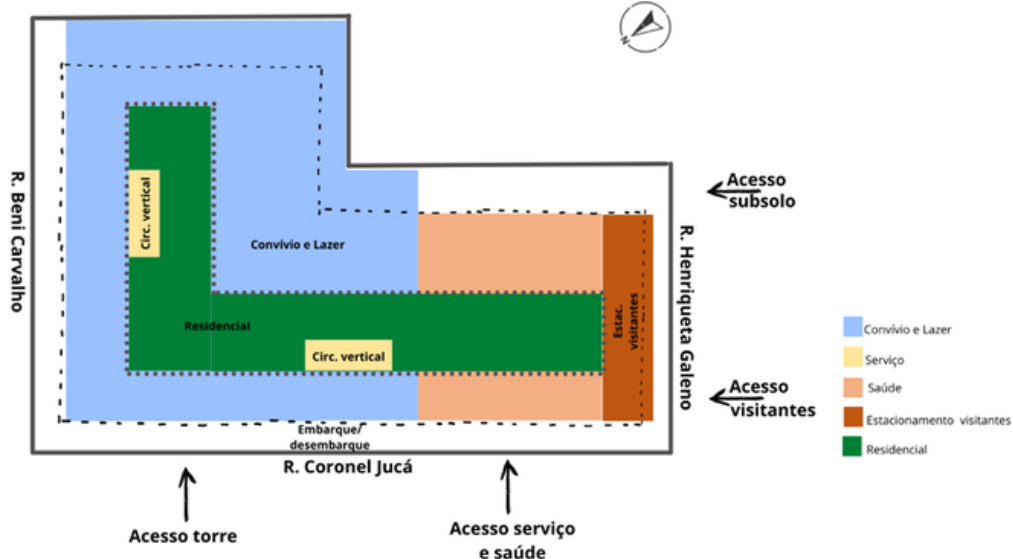 N
R. Beni Carvalho
Circ. vertical
Convívio e Lazer
Residencial
Circ. vertical
Estac.
visitantes
Embarque/
desembarque
R. Coronel Jucá
R. Henriqueta Galeno
Acesso
subsolo
Acesso
visitantes
Acesso torre
Acesso serviço
e saúde
Convívio e Lazer
Serviço
Saúde
Estacionamento visitantes
Residencial